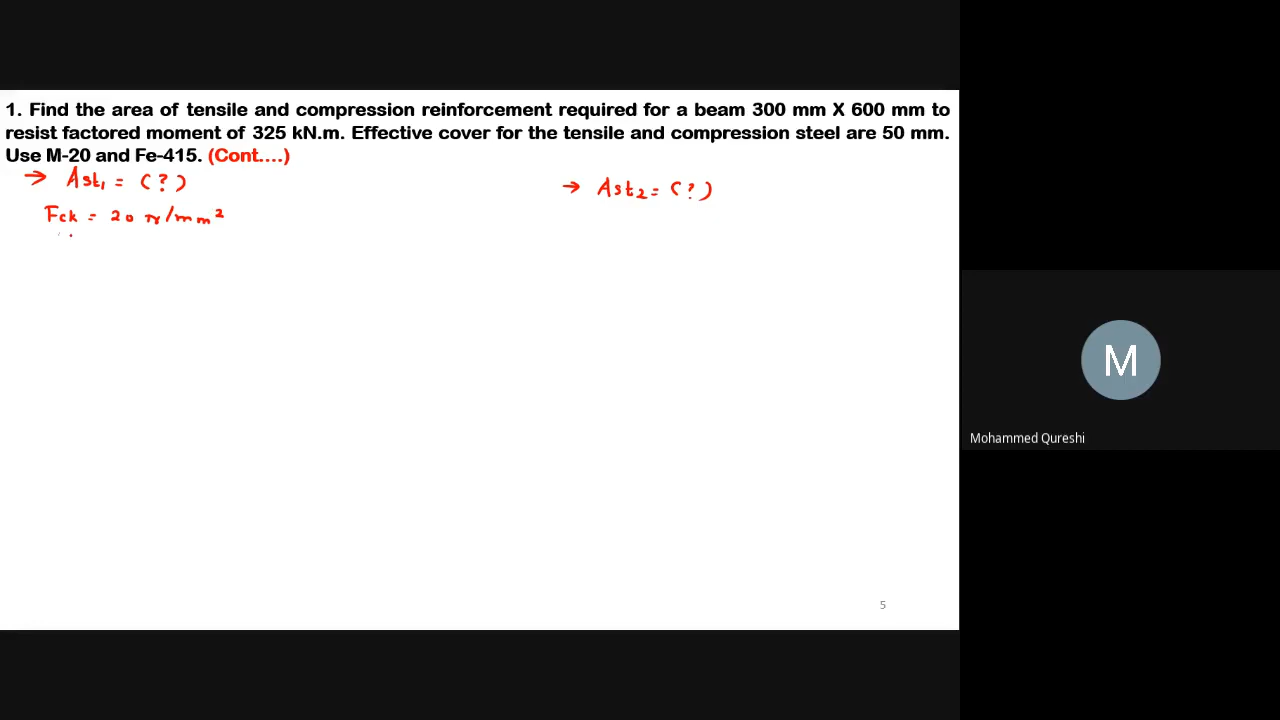 1. Find the area of tensile and compression reinforcement required for a beam 300 mm X 600 mm to
resist factored moment of 325 kN.m. Effective cover for the tensile and compression steel are 50 mm.
Use M-20 and Fe-415. (Cont....)
→ Ast₁ = (?)
Fck = 20 N/mm²
→ Ast₂ = (?)
5
M
Mohammed Qureshi